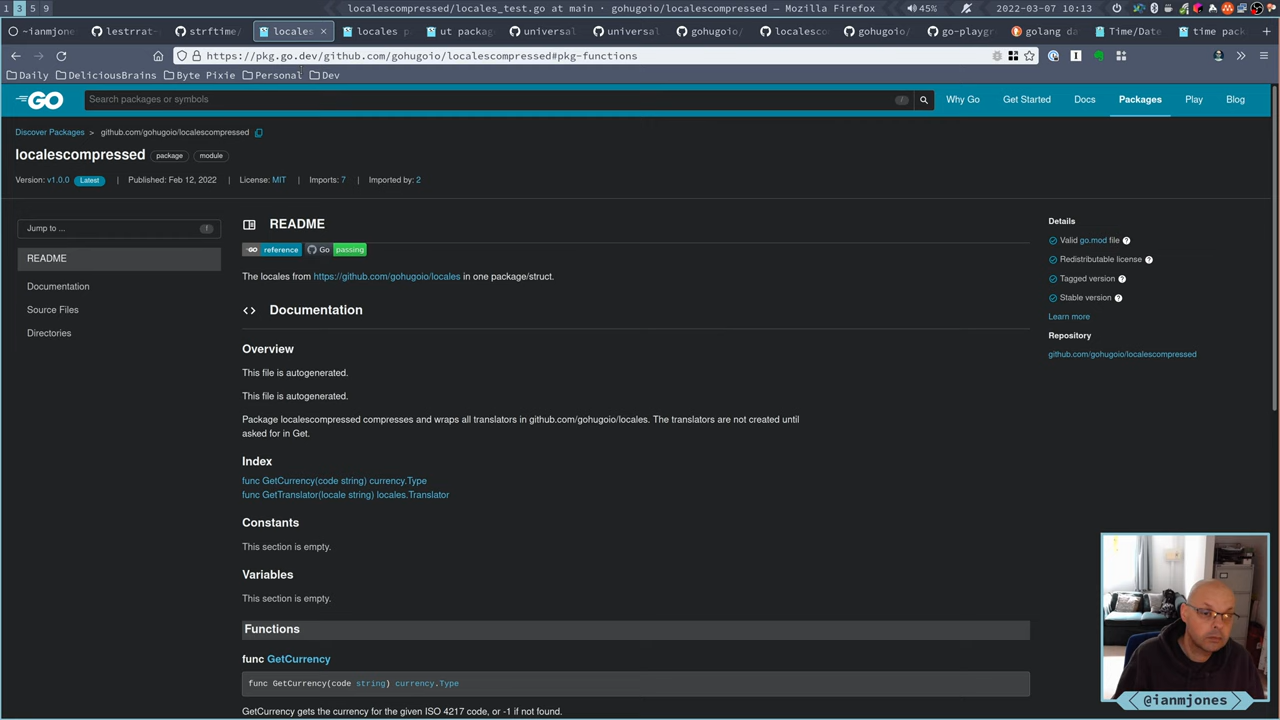 1 3 5 9
localescompressed/locales_test.go at main · gohugoio/localescompressed — Mozilla Firefox
45%
2022-03-07 10:13
~ianmjones
lestrrat-
strftime/
locales
locales p
ut packag
universal
universal
gohugoio/
localesco
gohugoio/
go-playgr
golang da
Time/Date
time pack
https://pkg.go.dev/github.com/gohugoio/localescompressed#pkg-functions
Daily DeliciousBrains Byte Pixie Personal Dev
GO
Search packages or symbols
/
Why Go Get Started Docs Packages Play Blog
Discover Packages > github.com/gohugoio/localescompressed
localescompressed package module
Version: v1.0.0 Latest | Published: Feb 12, 2022 | License: MIT | Imports: 7 | Imported by: 2
Jump to ... f
README
Documentation
Source Files
Directories
README
GO reference Go passing
The locales from https://github.com/gohugoio/locales in one package/struct.
Documentation
Overview
This file is autogenerated.
This file is autogenerated.
Package localescompressed compresses and wraps all translators in github.com/gohugoio/locales. The translators are not created until
asked for in Get.
Index
func GetCurrency(code string) currency.Type
func GetTranslator(locale string) locales.Translator
Constants
This section is empty.
Variables
This section is empty.
Functions
func GetCurrency
func GetCurrency(code string) currency.Type
GetCurrency gets the currency for the given ISO 4217 code, or -1 if not found.
Details
Valid go.mod file ?
Redistributable license ?
Tagged version ?
Stable version ?
Learn more
Repository
github.com/gohugoio/localescompressed
@ianmjones